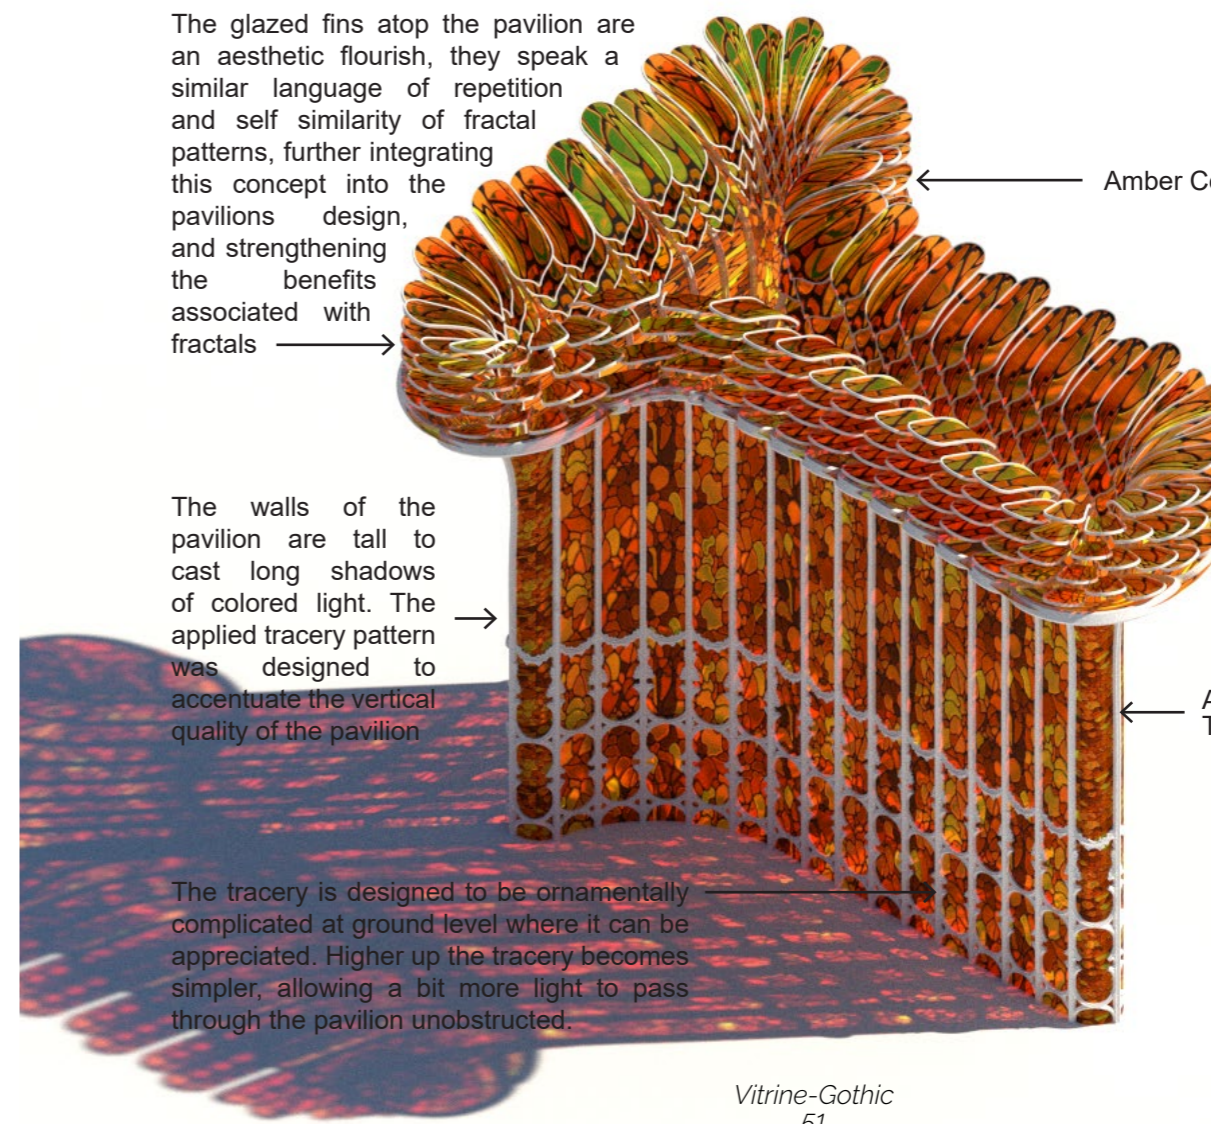 The glazed fins atop the pavilion are
an aesthetic flourish, they speak a
similar language of repetition
and self similarity of fractal
patterns, further integrating
this concept into the
pavilions design,
and strengthening
the benefits
associated with
fractals
Amber
The walls of the
pavilion are tall to
cast long shadows
of colored light. The
applied tracery pattern
was designed to
accentuate the vertical
quality of the pavilion
The tracery is designed to be ornamentally
complicated at ground level where it can be
appreciated. Higher up the tracery becomes
simpler, allowing a bit more light to pass
through the pavilion unobstructed.
Vitrine-Gothic
51